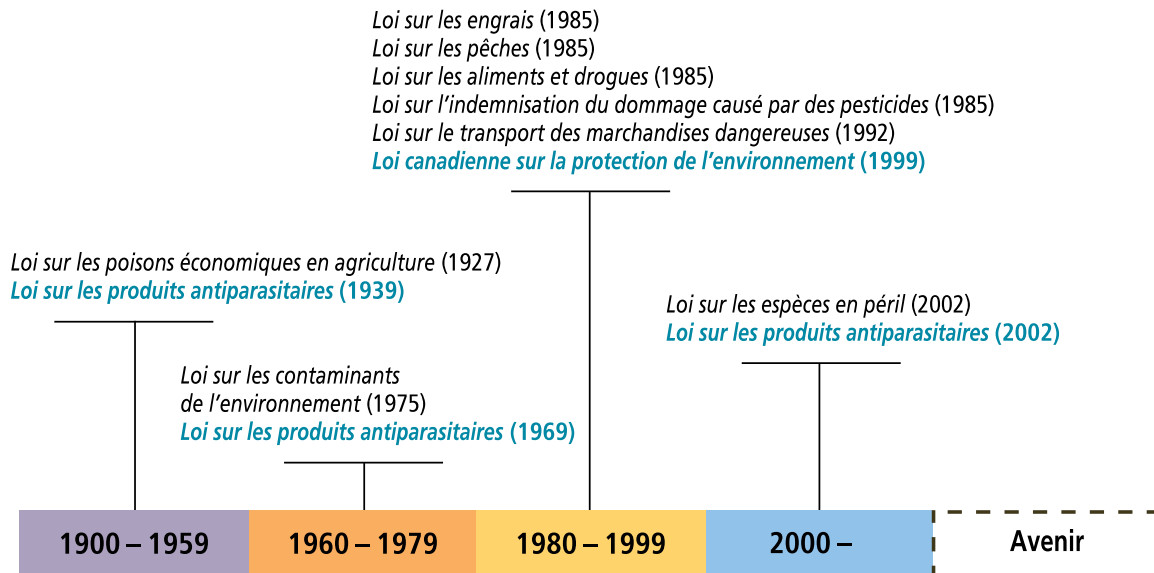 Loi sur les engrais (1985)
Loi sur les pêches (1985)
Loi sur les aliments et drogues (1985)
Loi sur l’indemnisation du dommage causé par des pesticides (1985)
Loi sur le transport des marchandises dangereuses (1992)
Loi canadienne sur la protection de l’environnement (1999)
Loi sur les poisons économiques en agriculture (1927)
Loi sur les produits antiparasitaires (1939)
Loi sur les espèces en péril (2002)
Loi sur les produits antiparasitaires (2002)
Loi sur les contaminants
de l’environnement (1975)
Loi sur les produits antiparasitaires (1969)
1900 – 1959
1960 – 1979
1980 – 1999
2000 –
Avenir